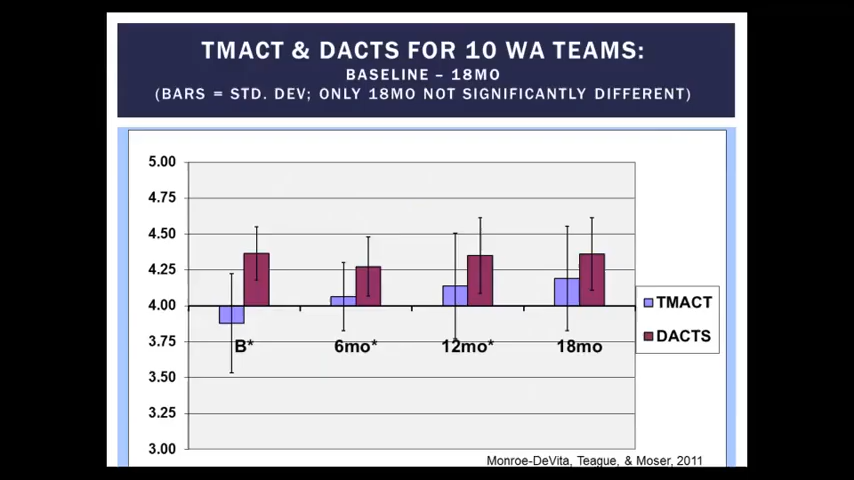 TMACT & DACTS FOR 10 WA TEAMS:
BASELINE – 18MO
(BARS = STD. DEV; ONLY 18MO NOT SIGNIFICANTLY DIFFERENT)
5.00
4.75
4.50
4.25
4.00
3.75
3.50
3.25
3.00
B*
6mo*
12mo*
18mo
TMACT
DACTS
Monroe-DeVita, Teague, & Moser, 2011